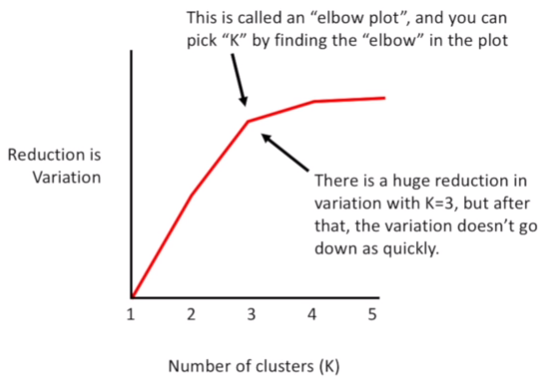 This is called an “elbow plot”, and you can
pick “K” by finding the “elbow” in the plot
Reduction is
Variation
There is a huge reduction in
variation with K=3, but after
that, the variation doesn’t go
down as quickly.
1 2 3 4 5
Number of clusters (K)